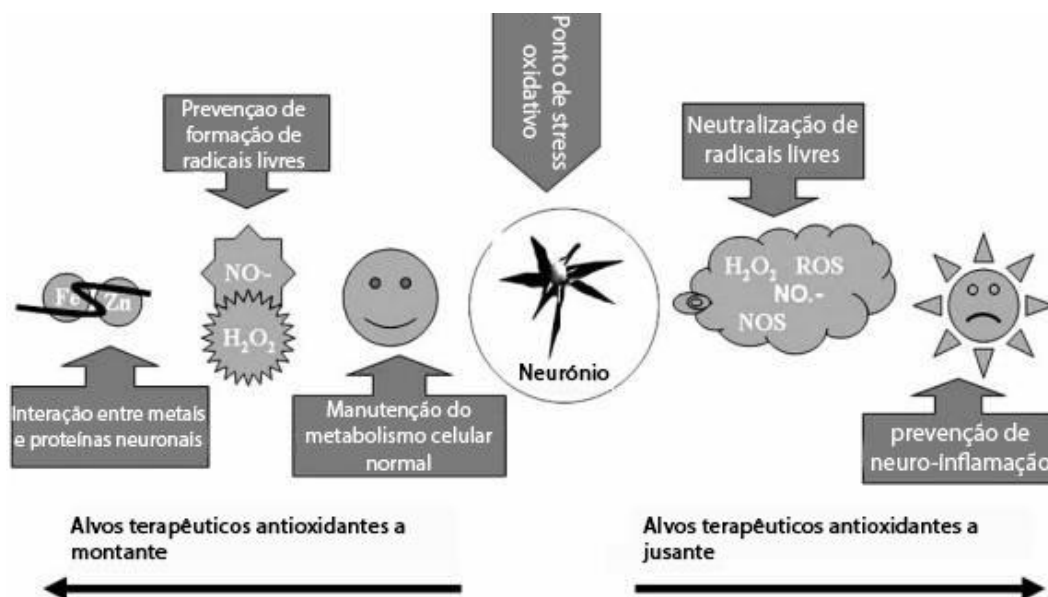 Ponto de stress
oxidativo
Prevençao de
formação de
radicais livres
Neutralização de
radicais livres
Fe Zn
NO·-
H₂O₂
H₂O₂ ROS
NO.-
NOS
Neurónio
Interação entre metais
e proteínas neuronais
Manutenção do
metabolismo celular
normal
prevenção de
neuro-inflamação
Alvos terapêuticos antioxidantes a
montante
Alvos terapêuticos antioxidantes a
jusante